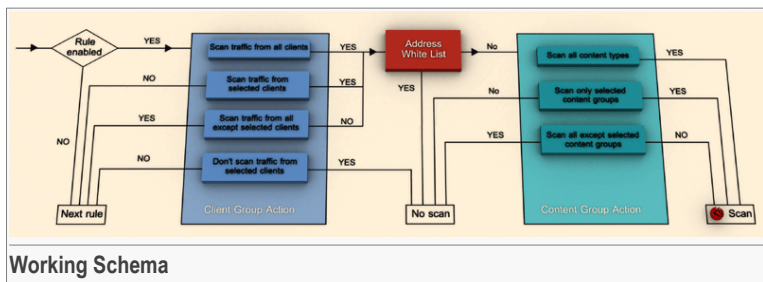 Rule
enabled
YES
Scan traffic from all clients
YES
Address
White List
No
Scan all content types
YES
NO
Scan traffic from
selected clients
YES
YES
No
Scan only selected
content groups
YES
YES
Scan traffic from all
except selected clients
NO
YES
Scan all except selected
content groups
NO
NO
NO
Don't scan traffic from
selected clients
YES
Next rule
Client Group Action
No scan
Content Group Action
Scan
Working Schema